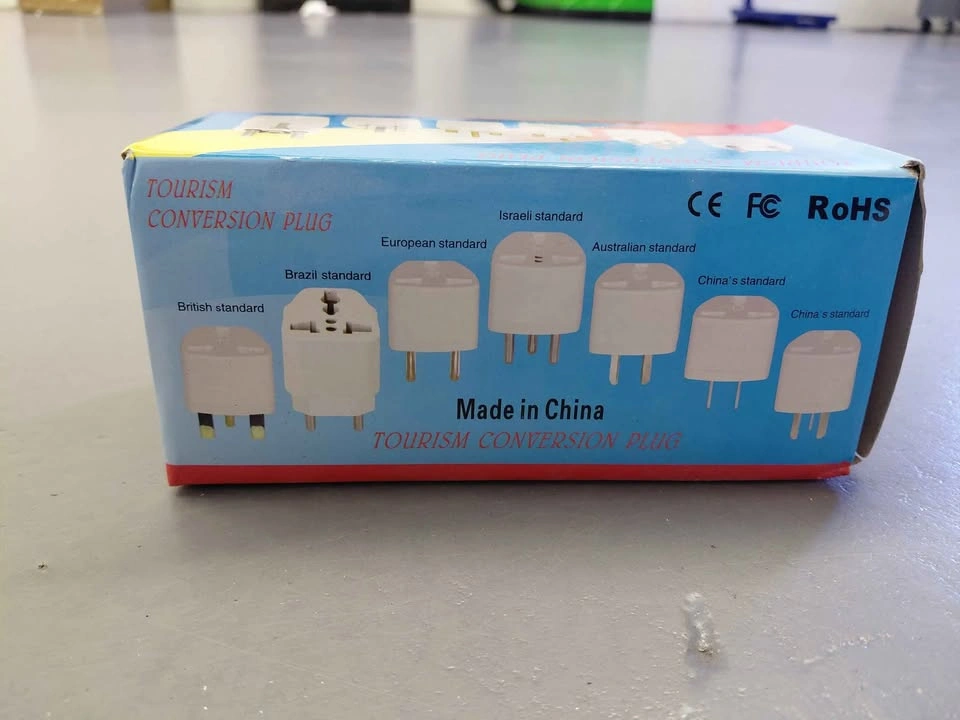 TOURISM
CONVERSION PLUG
CE FC RoHS
Israeli standard
European standard
Australian standard
Brazil standard
China's standard
British standard
China's standard
Made in China
TOURISM CONVERSION PLUG